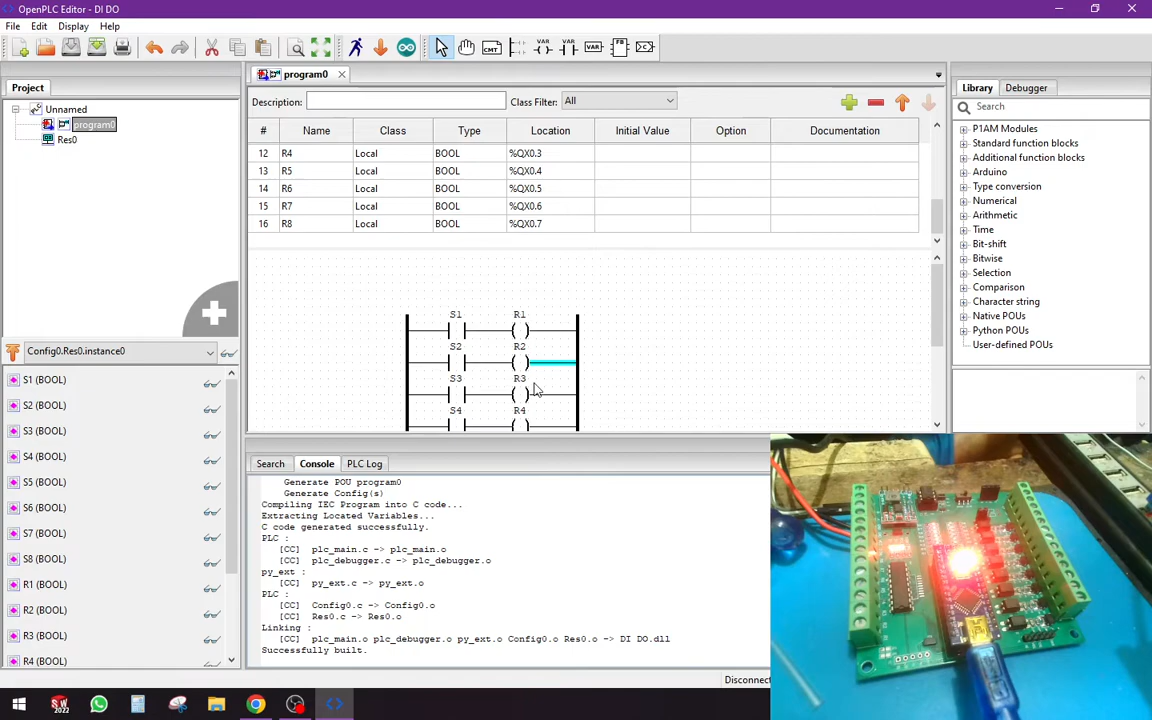 OpenPLC Editor - DI DO
File Edit Display Help
CMT VAR VAR VAR FB
Project
program0
Description:
Class Filter: All
Library
Debugger
Search
Unnamed
program0
Res0
# Name Class Type Location Initial Value Option Documentation
12 R4 Local BOOL %QX0.3
13 R5 Local BOOL %QX0.4
14 R6 Local BOOL %QX0.5
15 R7 Local BOOL %QX0.6
16 R8 Local BOOL %QX0.7
P1AM Modules
Standard function blocks
Additional function blocks
Arduino
Type conversion
Numerical
Arithmetic
Time
Bit-shift
Bitwise
Selection
Comparison
Character string
Native POUs
Python POUs
User-defined POUs
S1 R1
S2 R2
S3 R3
S4 R4
Config0.Res0.instance0
S1 (BOOL)
S2 (BOOL)
S3 (BOOL)
S4 (BOOL)
S5 (BOOL)
S6 (BOOL)
S7 (BOOL)
S8 (BOOL)
R1 (BOOL)
R2 (BOOL)
R3 (BOOL)
R4 (BOOL)
Search Console PLC Log
Generate POU program0
Generate Config(s)
Compiling IEC Program into C code...
Extracting Located Variables...
C code generated successfully.
PLC :
[CC] plc_main.c -> plc_main.o
[CC] plc_debugger.c -> plc_debugger.o
py_ext :
[CC] py_ext.c -> py_ext.o
PLC :
[CC] Config0.c -> Config0.o
[CC] Res0.c -> Res0.o
Linking :
[CC] plc_main.o plc_debugger.o py_ext.o Config0.o Res0.o -> DI DO.dll
Successfully built.
Disconnect
SW
2022